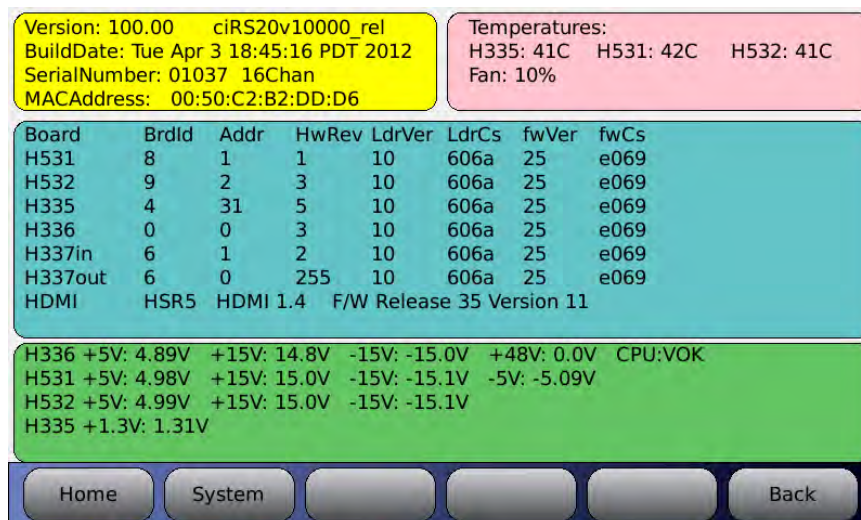 Version: 100.00 ciRS20v10000_rel
BuildDate: Tue Apr 3 18:45:16 PDT 2012
SerialNumber: 01037 16Chan
MACAddress: 00:50:C2:B2:DD:D6
Temperatures:
H335: 41C H531: 42C H532: 41C
Fan: 10%
Board BrdId Addr HwRev LdrVer LdrCs fwVer fwCs
H531 8 1 1 10 606a 25 e069
H532 9 2 3 10 606a 25 e069
H335 4 31 5 10 606a 25 e069
H336 0 0 3 10 606a 25 e069
H337in 6 1 2 10 606a 25 e069
H337out 6 0 255 10 606a 25 e069
HDMI HSR5 HDMI 1.4 F/W Release 35 Version 11
H336 +5V: 4.89V +15V: 14.8V -15V: -15.0V +48V: 0.0V CPU:VOK
H531 +5V: 4.98V +15V: 15.0V -15V: -15.1V -5V: -5.09V
H532 +5V: 4.99V +15V: 15.0V -15V: -15.1V
H335 +1.3V: 1.31V
Home System Back